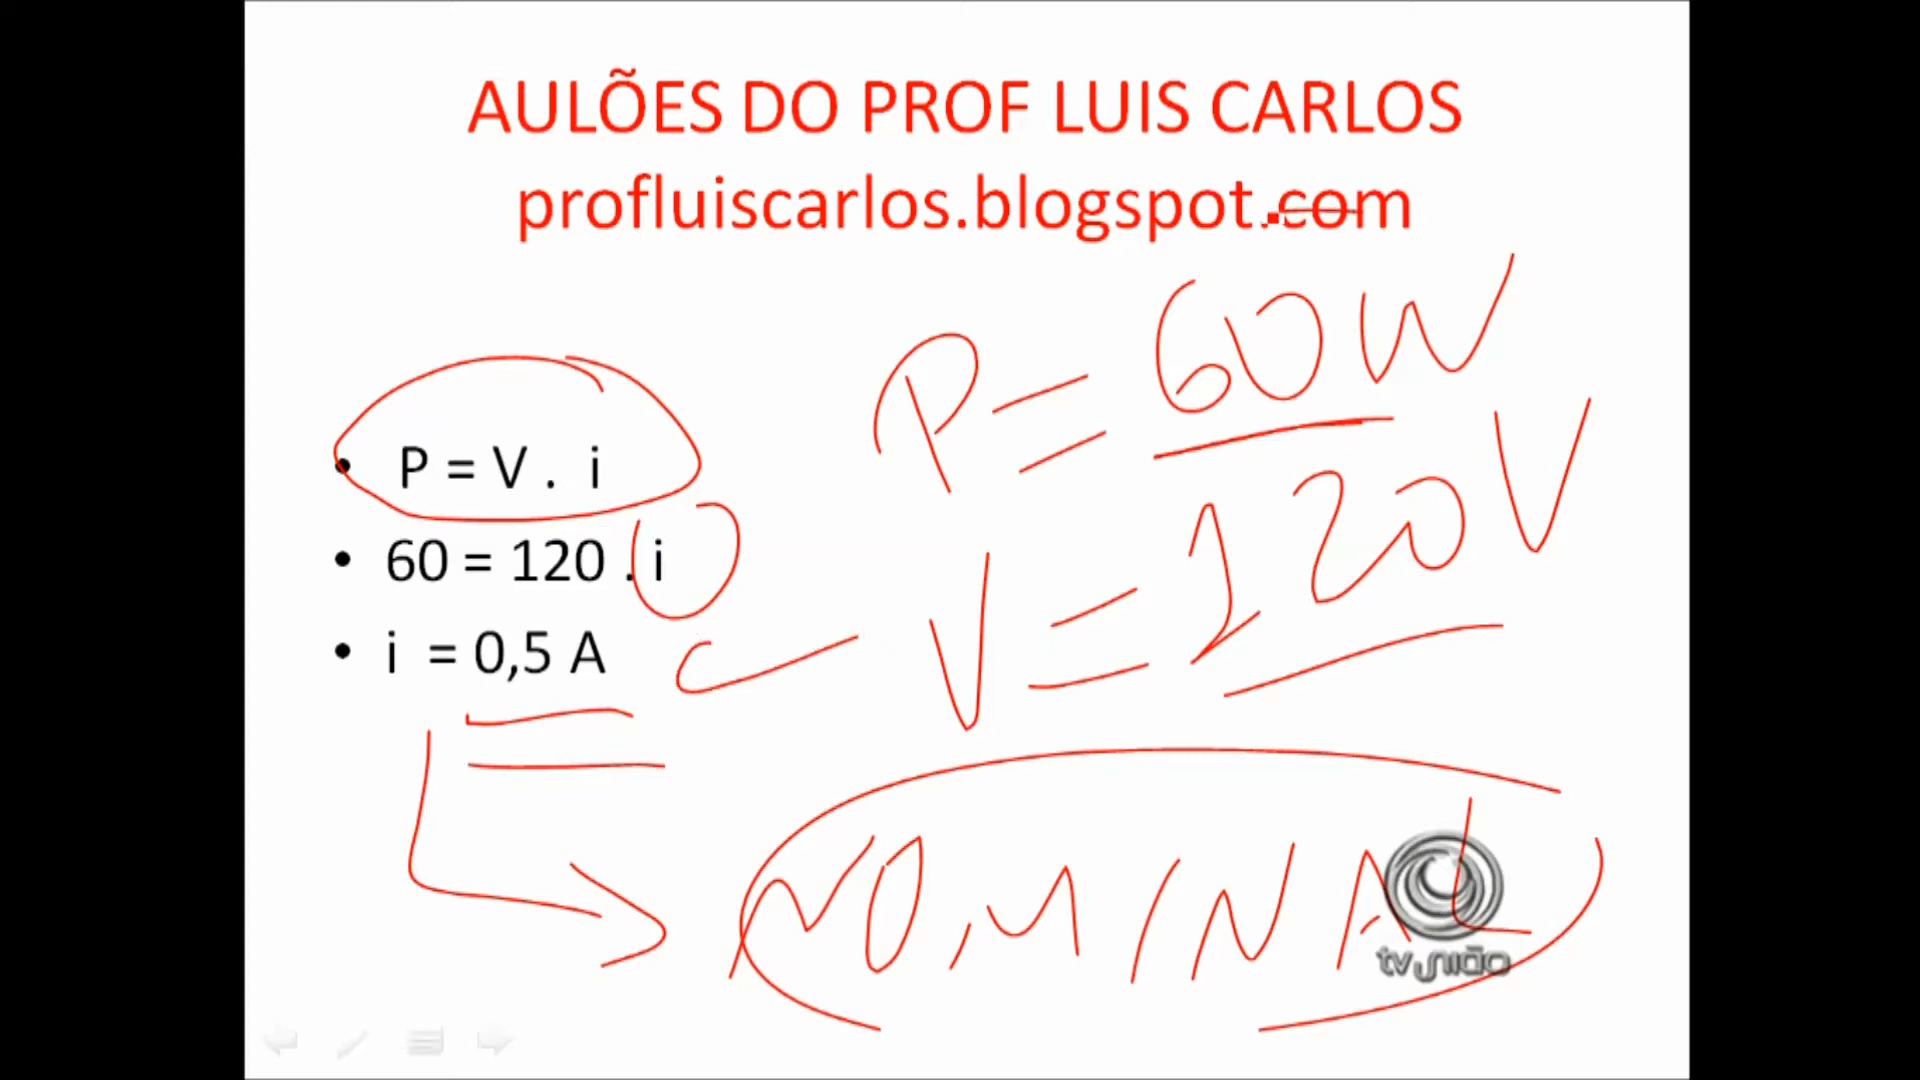 AULÕES DO PROF LUIS CARLOS
profluiscarlos.blogspot.com
P = 60W
• P = V . i
• 60 = 120 . i
V = 120V
• i = 0,5 A
NOMINAL
tv união